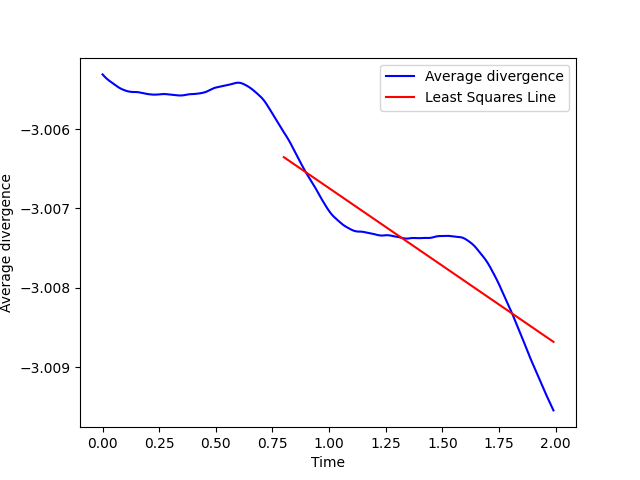 Average divergence
Least Squares Line
−3.006
−3.007
−3.008
−3.009
Average divergence
0.00 0.25 0.50 0.75 1.00 1.25 1.50 1.75 2.00
Time